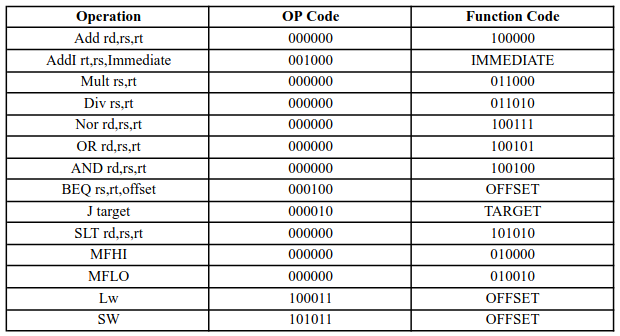 Operation OP Code Function Code
Add rd,rs,rt 000000 100000
AddI rt,rs,Immediate 001000 IMMEDIATE
Mult rs,rt 000000 011000
Div rs,rt 000000 011010
Nor rd,rs,rt 000000 100111
OR rd,rs,rt 000000 100101
AND rd,rs,rt 000000 100100
BEQ rs,rt,offset 000100 OFFSET
J target 000010 TARGET
SLT rd,rs,rt 000000 101010
MFHI 000000 010000
MFLO 000000 010010
Lw 100011 OFFSET
SW 101011 OFFSET